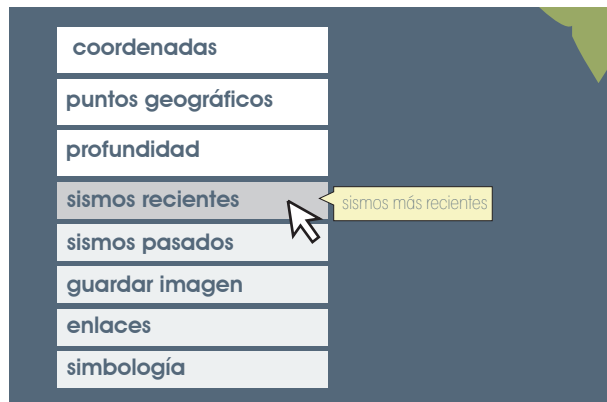 coordenadas
puntos geográficos
profundidad
sismos recientes
sismos más recientes
sismos pasados
guardar imagen
enlaces
simbología